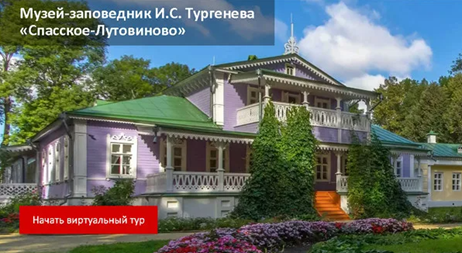 Музей-заповедник И.С. Тургенева
«Спасское-Лутовиново»
Начать виртуальный тур